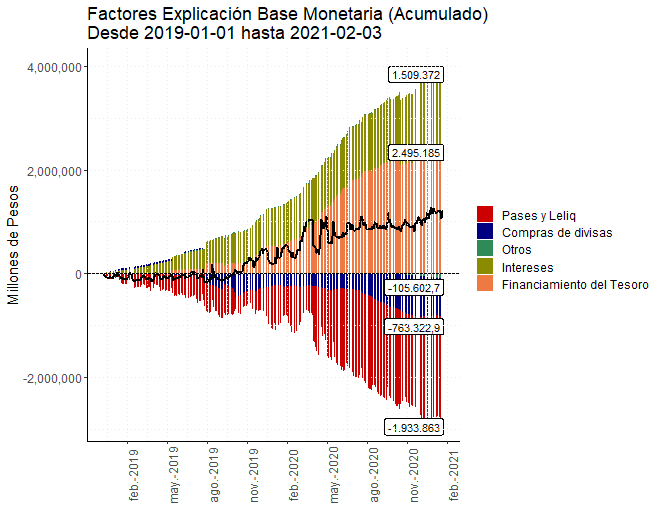 Factores Explicación Base Monetaria (Acumulado)
Desde 2019-01-01 hasta 2021-02-03
Millones de Pesos
4,000,000
2,000,000
0
-2,000,000
1.509.372
2.495.185
-105.602,7
-763.322,9
-1.933.863
feb.-2019
may.-2019
ago.-2019
nov.-2019
feb.-2020
may.-2020
ago.-2020
nov.-2020
feb.-2021
Pases y Leliq
Compras de divisas
Otros
Intereses
Financiamiento del Tesoro